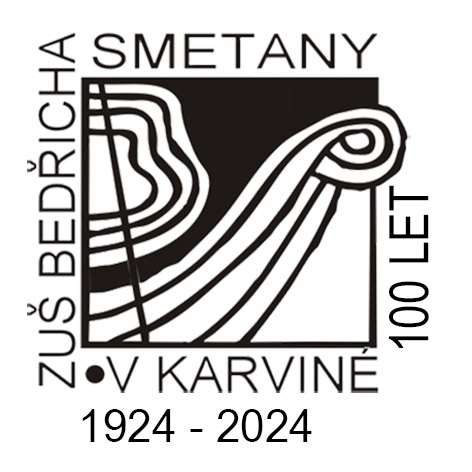 ZUŠ BEDŘICHA
SMETANY
•V KARVINÉ
100 LET
1924 - 2024